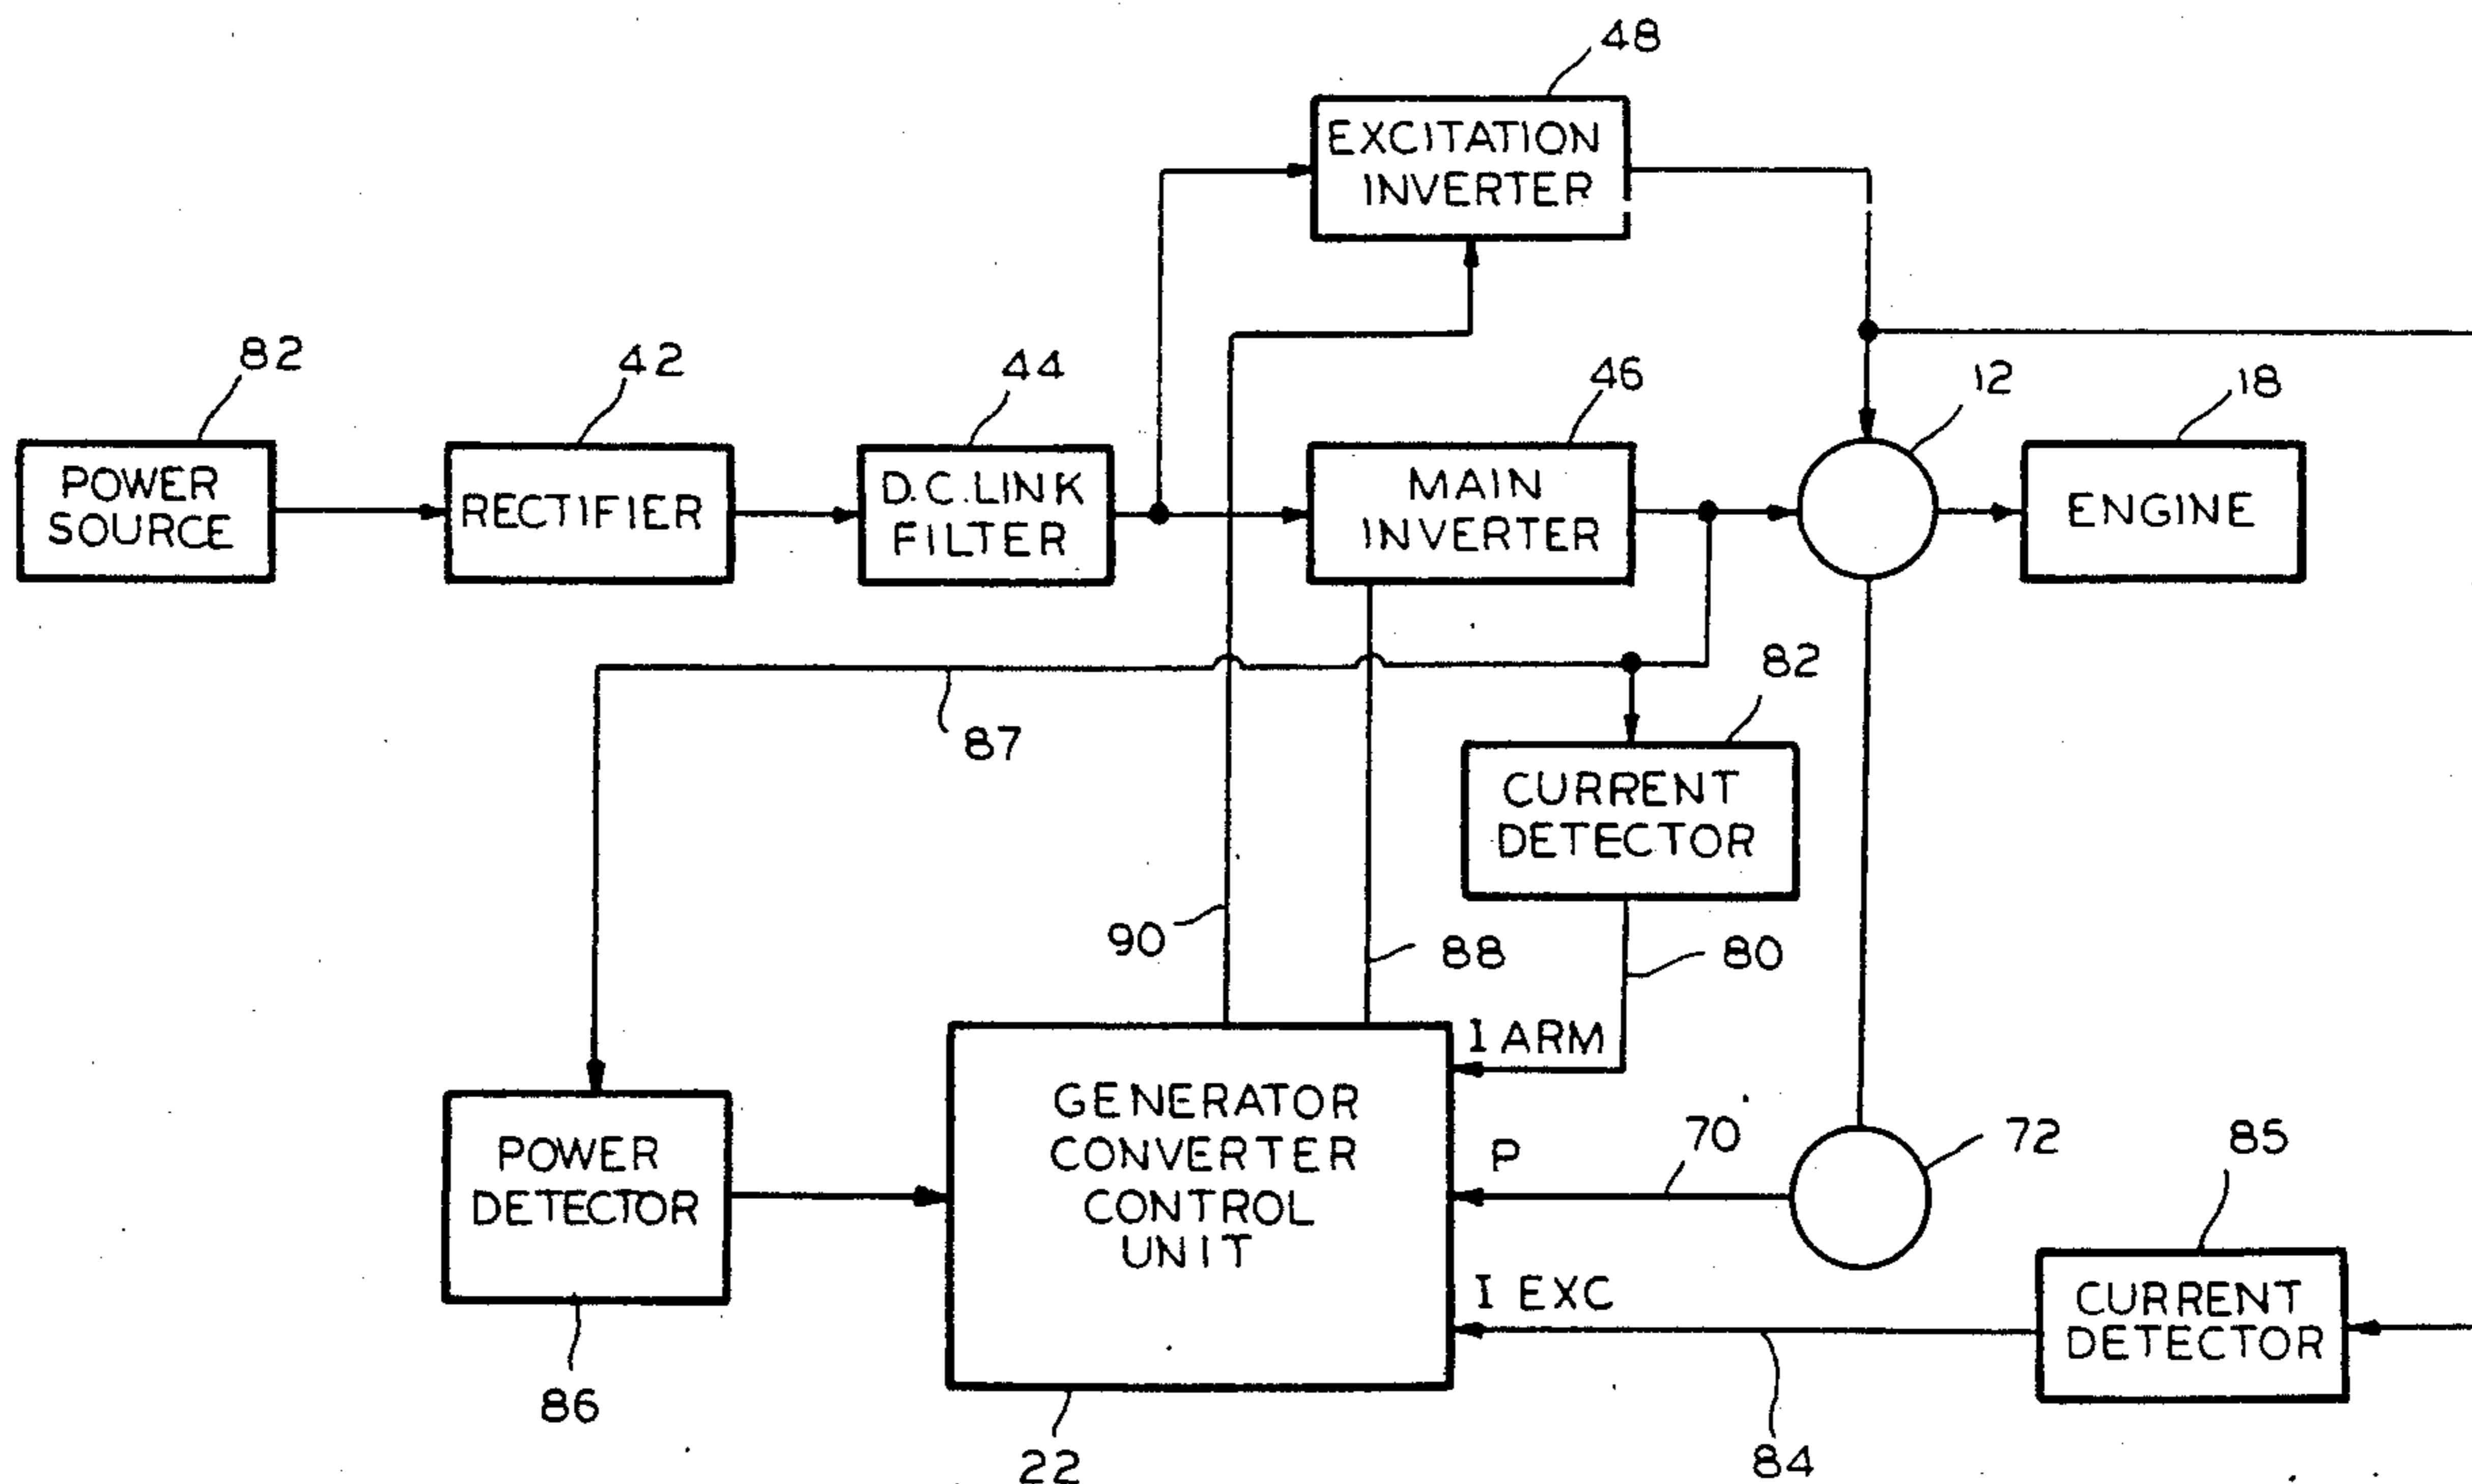 48
EXCITATION
INVERTER
82
42
44
46
12
18
POWER
SOURCE
RECTIFIER
D.C. LINK
FILTER
MAIN
INVERTER
ENGINE
87
82
CURRENT
DETECTOR
90
88
80
I ARM
GENERATOR
CONVERTER
CONTROL
UNIT
POWER
DETECTOR
P
70
72
85
I EXC
CURRENT
DETECTOR
86
22
84